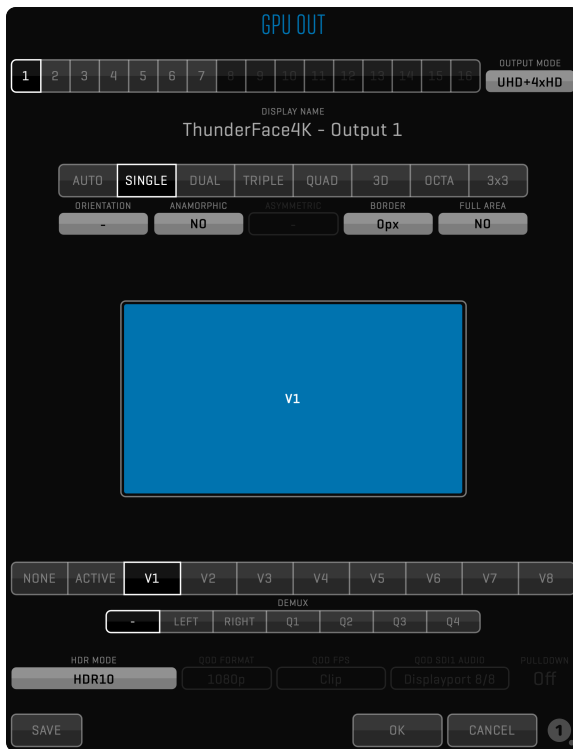 GPU OUT
OUTPUT MODE
1 2 3 4 5 6 7 8 9 10 11 12 13 14 15 16
UHD+4xHD
DISPLAY NAME
ThunderFace4K - Output 1
AUTO SINGLE DUAL TRIPLE QUAD 3D OCTA 3x3
ORIENTATION ANAMORPHIC ASYMMETRIC BORDER FULL AREA
- NO - 0px NO
V1
NONE ACTIVE V1 V2 V3 V4 V5 V6 V7 V8
DEMUX
- LEFT RIGHT Q1 Q2 Q3 Q4
HDR MODE QOD FORMAT QOD FPS QOD SDI1 AUDIO PULLDOWN
HDR10 1080p Clip Displayport 8/8 Off
SAVE OK CANCEL 1